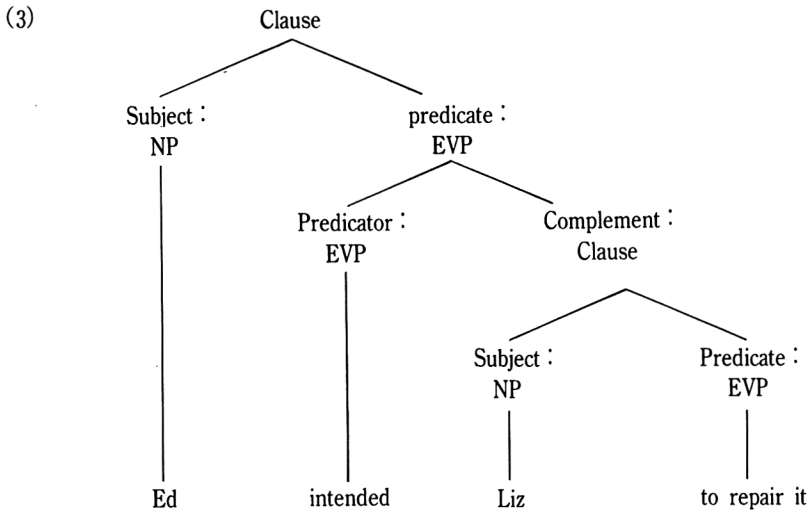 (3)
Clause
Subject : predicate :
NP EVP
Predicator : Complement :
EVP Clause
Subject : Predicate :
NP EVP
Ed intended Liz to repair it